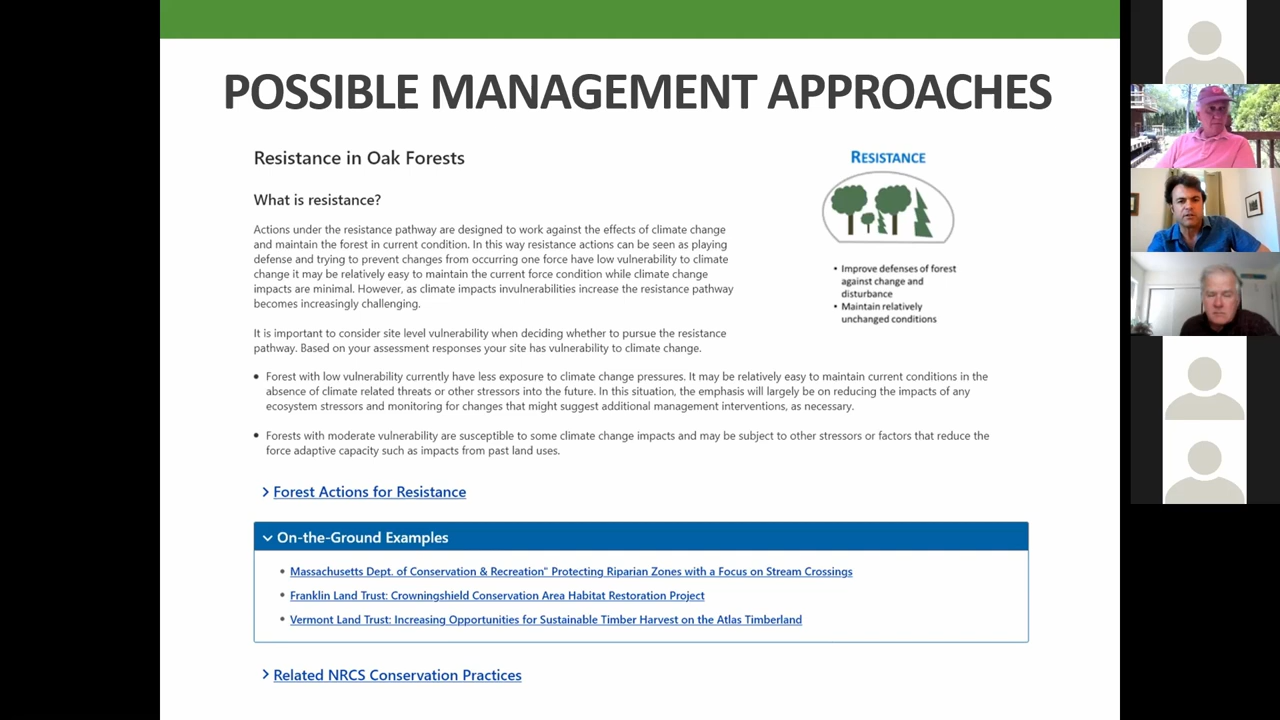 POSSIBLE MANAGEMENT APPROACHES
Resistance in Oak Forests
What is resistance?
Actions under the resistance pathway are designed to work against the effects of climate change
and maintain the forest in current condition. In this way resistance actions can be seen as playing
defense and trying to prevent changes from occurring one force have low vulnerability to climate
change it may be relatively easy to maintain the current force condition while climate change
impacts are minimal. However, as climate impacts invulnerabilities increase the resistance pathway
becomes increasingly challenging.
It is important to consider site level vulnerability when deciding whether to pursue the resistance
pathway. Based on your assessment responses your site has vulnerability to climate change.
RESISTANCE
• Improve defenses of forest
against change and
disturbance
• Maintain relatively
unchanged conditions
• Forest with low vulnerability currently have less exposure to climate change pressures. It may be relatively easy to maintain current conditions in the
absence of climate related threats or other stressors into the future. In this situation, the emphasis will largely be on reducing the impacts of any
ecosystem stressors and monitoring for changes that might suggest additional management interventions, as necessary.
• Forests with moderate vulnerability are susceptible to some climate change impacts and may be subject to other stressors or factors that reduce the
force adaptive capacity such as impacts from past land uses.
Forest Actions for Resistance
On-the-Ground Examples
• Massachusetts Dept. of Conservation & Recreation" Protecting Riparian Zones with a Focus on Stream Crossings
• Franklin Land Trust: Crowningshield Conservation Area Habitat Restoration Project
• Vermont Land Trust: Increasing Opportunities for Sustainable Timber Harvest on the Atlas Timberland
Related NRCS Conservation Practices